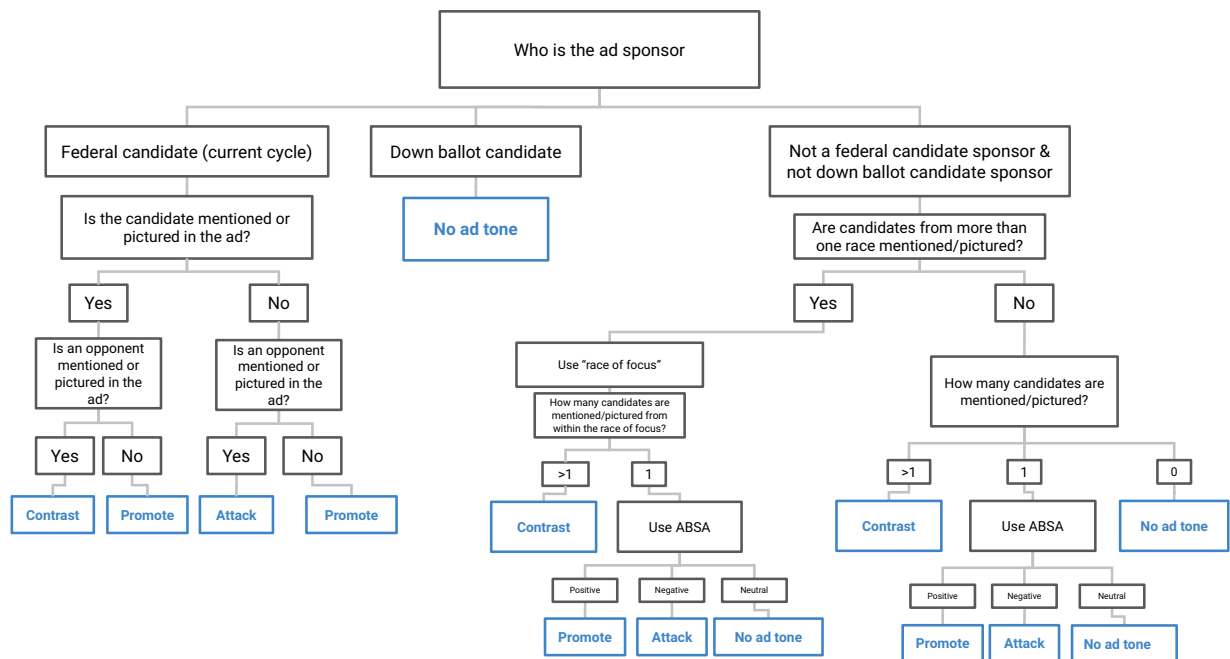 Who is the ad sponsor
Federal candidate (current cycle)
Down ballot candidate
Not a federal candidate sponsor &
not down ballot candidate sponsor
Is the candidate mentioned or
pictured in the ad?
No ad tone
Are candidates from more than
one race mentioned/pictured?
Yes
No
Yes
No
Is an opponent
mentioned or
pictured in the
ad?
Is an opponent
mentioned or
pictured in the
ad?
Use “race of focus”
How many candidates are
mentioned/pictured?
How many candidates are
mentioned/pictured from
within the race of focus?
Yes
No
Yes
No
>1
1
>1
1
0
Contrast
Promote
Attack
Promote
Contrast
Use ABSA
Contrast
Use ABSA
No ad tone
Positive
Negative
Neutral
Positive
Negative
Neutral
Promote
Attack
No ad tone
Promote
Attack
No ad tone